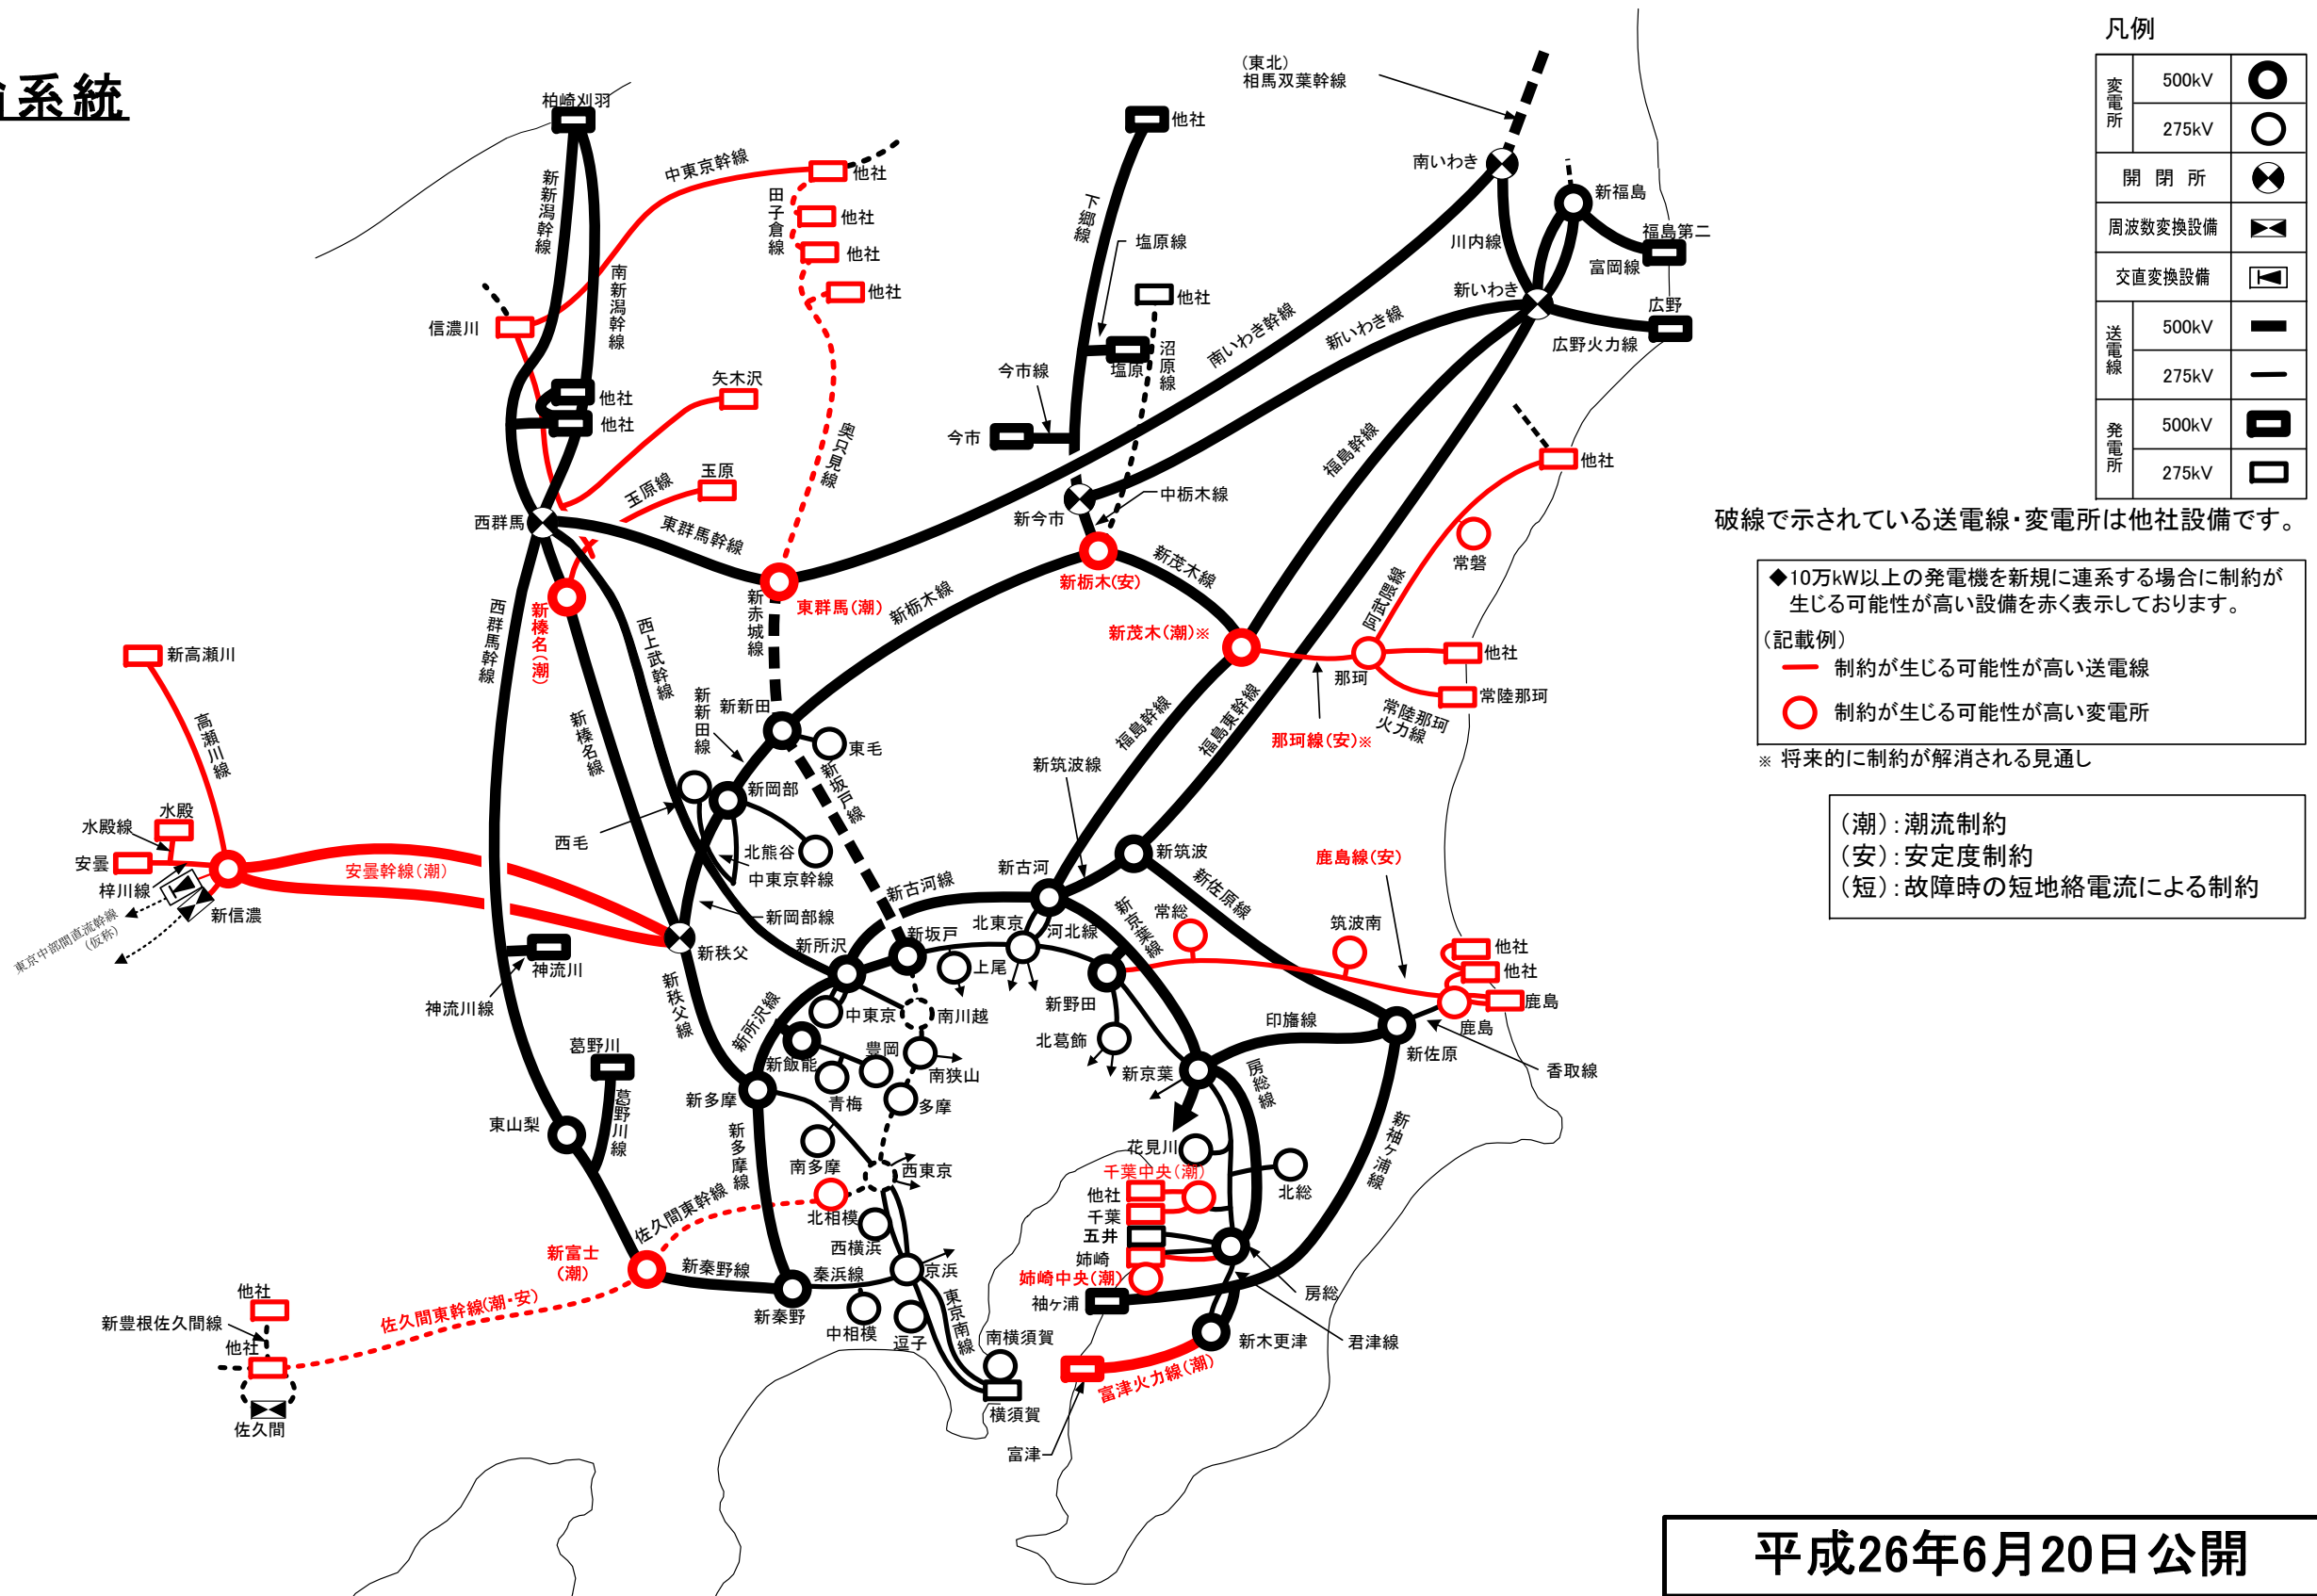 系統
柏崎刈羽
新新潟幹線
南新潟幹線
中東京幹線
他社
田子倉線
他社
他社
他社
信濃川
他社
他社
矢木沢
玉原
玉原線
奥只見線
西群馬
東群馬幹線
東群馬(潮)
新榛名(潮)
新赤城線
西群馬幹線
西上武幹線
新榛名線
新高瀬川
高瀬川線
水殿
水殿線
安曇
梓川線
新信濃
東京中部間直流幹線
(仮称)
安曇幹線(潮)
(東北)
相馬双葉幹線
他社
下郷線
塩原線
他社
塩原
沼原線
今市線
今市
新今市
中栃木線
新栃木(安)
新栃木線
新茂木線
新茂木(潮)※
南いわき
川内線
新福島
福島第二
富岡線
新いわき
広野
広野火力線
南いわき幹線
新いわき線
福島幹線
他社
常磐
阿武隈線
那珂
他社
常陸那珂
常陸那珂
火力線
那珂線(安)※
福島幹線
福島東幹線
新新田
新新田線
東毛
新岡部
新坂戸線
西毛
北熊谷
中東京幹線
新岡部線
新秩父
神流川
神流川線
新秩父線
新所沢線
新所沢
新坂戸
新古河線
新古河
新筑波線
新筑波
北東京
河北線
新京葉線
常総
新佐原線
筑波南
鹿島線(安)
他社
他社
鹿島
鹿島
上尾
新野田
中東京
南川越
北葛飾
印旛線
新佐原
香取線
葛野川
葛野川線
新飯能
豊岡
青梅
南狭山
多摩
新多摩
新多摩線
南多摩
西東京
東山梨
新京葉
房総線
新袖ヶ浦線
花見川
千葉中央(潮)
北総
他社
千葉
五井
姉崎
姉崎中央(潮)
袖ヶ浦
房総
君津線
新木更津
富津火力線(潮)
富津
佐久間東幹線
北相模
西横浜
新富士
(潮)
新秦野線
秦浜線
京浜
新秦野
中相模
逗子
東京南線
南横須賀
横須賀
佐久間東幹線(潮・安)
他社
新豊根佐久間線
他社
佐久間
凡例
変電所
500kV
275kV
開閉所
周波数変換設備
交直変換設備
送電線
500kV
275kV
発電所
500kV
275kV
破線で示されている送電線・変電所は他社設備です。
◆10万kW以上の発電機を新規に連系する場合に制約が
生じる可能性が高い設備を赤く表示しております。
(記載例)
制約が生じる可能性が高い送電線
制約が生じる可能性が高い変電所
※ 将来的に制約が解消される見通し
(潮):潮流制約
(安):安定度制約
(短):故障時の短地絡電流による制約
平成26年6月20日公開